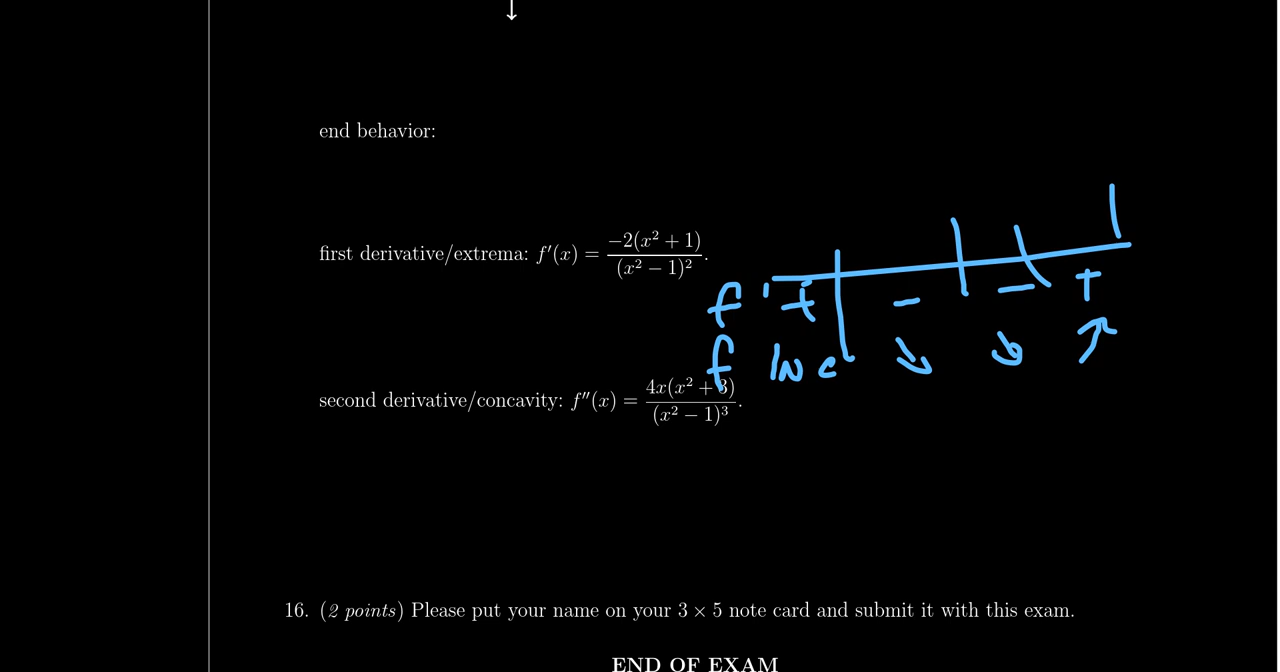 end behavior:
first derivative/extrema: f′(x) = −2(x² + 1) / (x² − 1)².
f ' + − − +
f INC ↘ ↘ ↗
second derivative/concavity: f″(x) = 4x(x² + 3) / (x² − 1)³.
16. (2 points) Please put your name on your 3 × 5 note card and submit it with this exam.
END OF EXAM